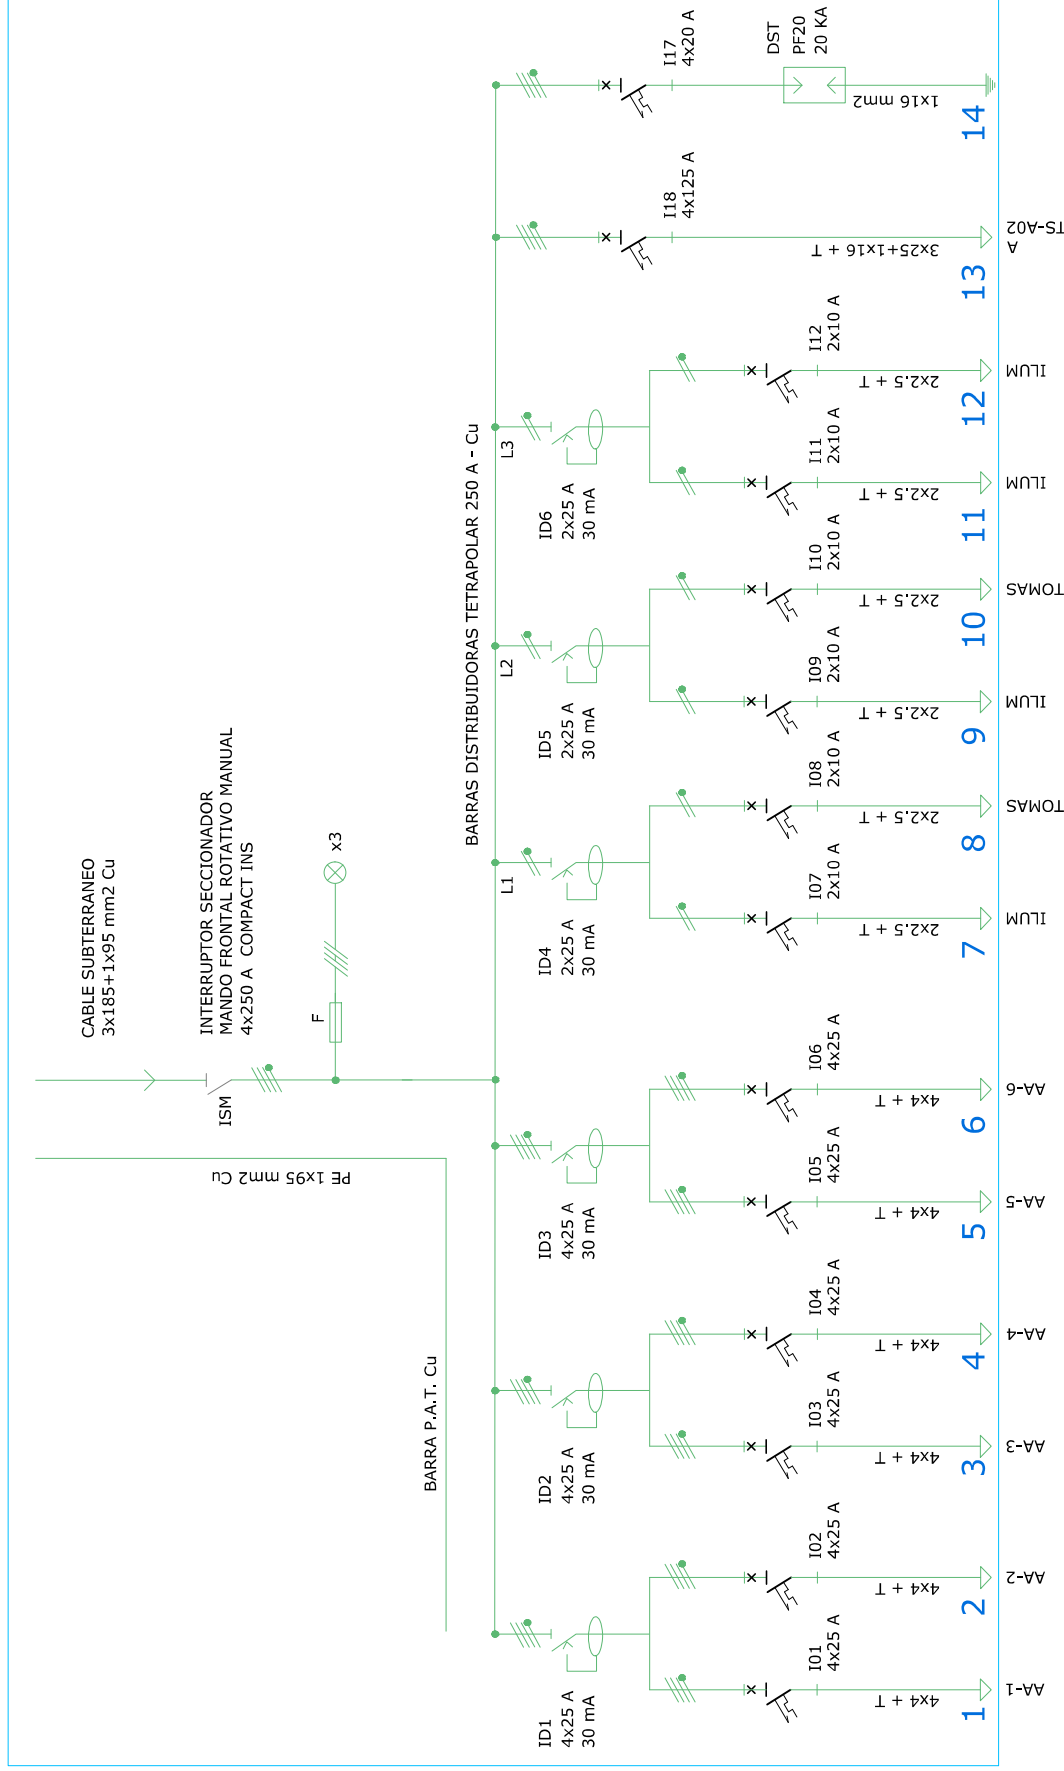 CABLE SUBTERRANEO
3x185+1x95 mm2 Cu
INTERRUPTOR SECCIONADOR
MANDO FRONTAL ROTATIVO MANUAL
4x250 A  COMPACT INS
ISM
F
x3
PE 1x95 mm2 Cu
BARRA P.A.T. Cu
BARRAS DISTRIBUIDORAS TETRAPOLAR 250 A - Cu
L1
L2
L3
ID1
4x25 A
30 mA
ID2
4x25 A
30 mA
ID3
4x25 A
30 mA
ID4
2x25 A
30 mA
ID5
2x25 A
30 mA
ID6
2x25 A
30 mA
I01
4x25 A
4x4 + T
1
AA-1
I02
4x25 A
4x4 + T
2
AA-2
I03
4x25 A
4x4 + T
3
AA-3
I04
4x25 A
4x4 + T
4
AA-4
I05
4x25 A
4x4 + T
5
AA-5
I06
4x25 A
4x4 + T
6
AA-6
I07
2x10 A
2x2.5 + T
7
ILUM
I08
2x10 A
2x2.5 + T
8
TOMAS
I09
2x10 A
2x2.5 + T
9
ILUM
I10
2x10 A
2x2.5 + T
10
TOMAS
I11
2x10 A
2x2.5 + T
11
ILUM
I12
2x10 A
2x2.5 + T
12
ILUM
I18
4x125 A
3x25+1x16 + T
13
A
TS-A02
I17
4x20 A
DST
PF20
20 KA
1x16 mm2
14